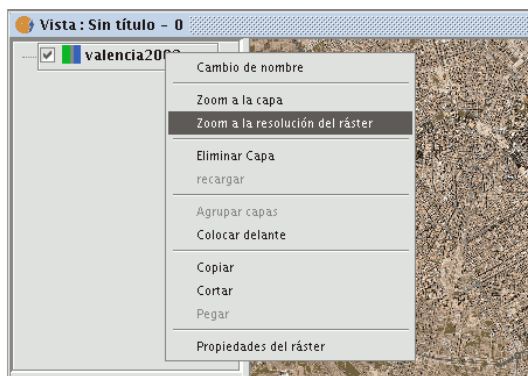 Vista : Sin título - 0
valencia20
Cambio de nombre
Zoom a la capa
Zoom a la resolución del ráster
Eliminar Capa
recargar
Agrupar capas
Colocar delante
Copiar
Cortar
Pegar
Propiedades del ráster